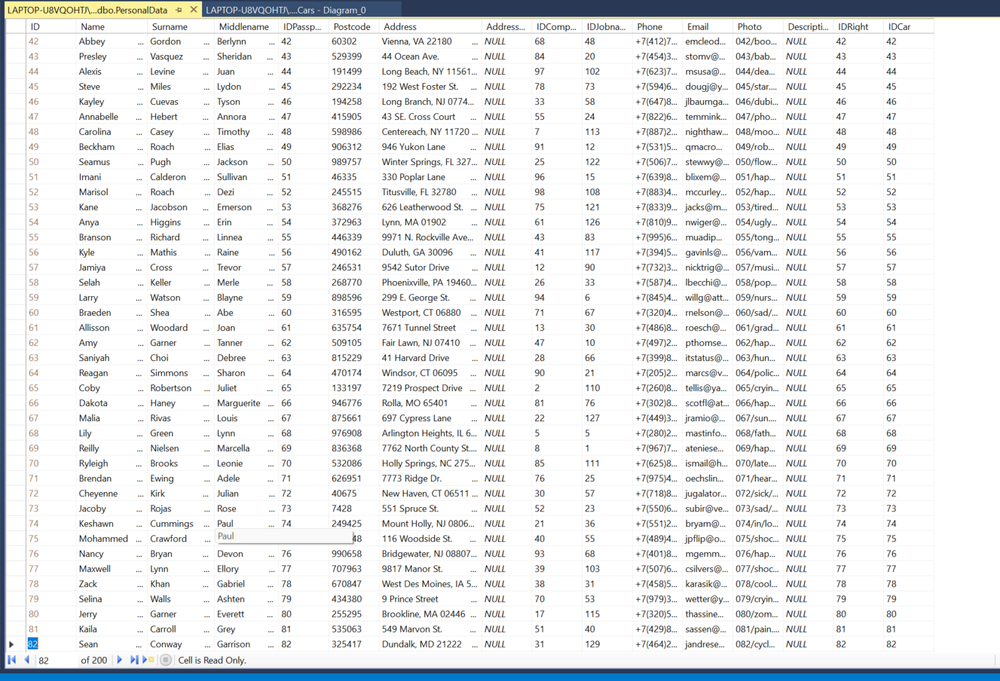 LAPTOP-U8VQOHTJ\...dbo.PersonalData LAPTOP-U8VQOHTJ\....Cars - Diagram_0
ID Name Surname Middlename IDPassp... Postcode Address Address... IDComp... IDJobna... Phone Email Photo Descripti... IDRight IDCar
42 Abbey ... Gordon ... Berlynn ... 42 60302 Vienna, VA 22180 ... NULL 68 48 +7(412)7... emcleod... 042/boo... NULL 42 42
43 Presley ... Vasquez ... Sheridan ... 43 529399 44 Ocean Ave. ... NULL 84 20 +7(454)3... stomv@... 043/bab... NULL 43 43
44 Alexis ... Levine ... Juan ... 44 191499 Long Beach, NY 11561... NULL 97 102 +7(623)7... msusa@... 044/dea... NULL 44 44
45 Steve ... Miles ... Lydon ... 45 292234 192 West Foster St. ... NULL 78 73 +7(594)6... dougj@y... 045/star... NULL 45 45
46 Kayley ... Cuevas ... Tyson ... 46 194258 Long Branch, NJ 0774... NULL 33 58 +7(647)8... jlbaumga... 046/dubi... NULL 46 46
47 Annabelle ... Hebert ... Annora ... 47 415905 43 SE. Cross Court ... NULL 55 24 +7(822)6... temmink... 047/pho... NULL 47 47
48 Carolina ... Casey ... Timothy ... 48 598986 Centereach, NY 11720 ... NULL 7 113 +7(887)2... nighthaw... 048/moo... NULL 48 48
49 Beckham ... Roach ... Elias ... 49 906312 946 Yukon Lane ... NULL 91 12 +7(531)5... qmacro... 049/rob... NULL 49 49
50 Seamus ... Pugh ... Jackson ... 50 989757 Winter Springs, FL 327... NULL 25 122 +7(506)7... stewwy@... 050/flow... NULL 50 50
51 Imani ... Calderon ... Sullivan ... 51 46335 330 Poplar Lane ... NULL 96 15 +7(639)8... blixem@... 051/hap... NULL 51 51
52 Marisol ... Roach ... Dezi ... 52 245515 Titusville, FL 32780 ... NULL 98 108 +7(883)4... mccurley... 052/hap... NULL 52 52
53 Kane ... Jacobson ... Emerson ... 53 368276 626 Leatherwood St. ... NULL 75 121 +7(833)9... jacks@m... 053/tired... NULL 53 53
54 Anya ... Higgins ... Erin ... 54 372963 Lynn, MA 01902 ... NULL 61 126 +7(810)9... nwiger@... 054/ugly... NULL 54 54
55 Branson ... Richard ... Linnea ... 55 446339 9971 N. Rockville Ave... NULL 43 83 +7(995)6... muadip... 055/tong... NULL 55 55
56 Kyle ... Mathis ... Raine ... 56 490162 Duluth, GA 30096 ... NULL 41 117 +7(394)5... gavinls@... 056/vam... NULL 56 56
57 Jamiya ... Cross ... Trevor ... 57 246531 9542 Sutor Drive ... NULL 12 90 +7(732)3... nicktrig@... 057/musi... NULL 57 57
58 Selah ... Keller ... Merle ... 58 268770 Phoenixville, PA 19460... NULL 26 33 +7(587)4... lbecchi@... 058/pop... NULL 58 58
59 Larry ... Watson ... Blayne ... 59 898596 299 E. George St. ... NULL 94 6 +7(845)4... willg@att... 059/nurs... NULL 59 59
60 Braeden ... Shea ... Abe ... 60 316595 Westport, CT 06880 ... NULL 71 67 +7(320)4... rnelson@... 060/sad/... NULL 60 60
61 Allisson ... Woodard ... Joan ... 61 635754 7671 Tunnel Street ... NULL 13 30 +7(486)8... roesch@... 061/grad... NULL 61 61
62 Amy ... Garner ... Tanner ... 62 509105 Fair Lawn, NJ 07410 ... NULL 47 10 +7(497)2... pthomse... 062/hap... NULL 62 62
63 Saniyah ... Choi ... Debree ... 63 815229 41 Harvard Drive ... NULL 28 66 +7(399)8... itstatus@... 063/hun... NULL 63 63
64 Reagan ... Simmons ... Sharon ... 64 470174 Windsor, CT 06095 ... NULL 90 21 +7(205)2... marcs@v... 064/polic... NULL 64 64
65 Coby ... Robertson ... Juliet ... 65 133197 7219 Prospect Drive ... NULL 2 110 +7(260)8... tellis@ya... 065/cryin... NULL 65 65
66 Dakota ... Haney ... Marguerite ... 66 946776 Rolla, MO 65401 ... NULL 81 76 +7(302)8... scotfl@at... 066/hap... NULL 66 66
67 Malia ... Rivas ... Louis ... 67 875661 697 Cypress Lane ... NULL 22 127 +7(449)3... jramio@... 067/sun.... NULL 67 67
68 Lily ... Green ... Lynn ... 68 976908 Arlington Heights, IL 6... NULL 5 5 +7(280)2... mastinfo... 068/fath... NULL 68 68
69 Reilly ... Nielsen ... Marcella ... 69 836368 7762 North County St.... NULL 8 1 +7(967)7... ateniese... 069/hap... NULL 69 69
70 Ryleigh ... Brooks ... Leonie ... 70 532086 Holly Springs, NC 275... NULL 85 111 +7(625)8... ismail@h... 070/late.... NULL 70 70
71 Brendan ... Ewing ... Adele ... 71 626951 7773 Ridge Dr. ... NULL 76 25 +7(975)4... oechslin... 071/hear... NULL 71 71
72 Cheyenne ... Kirk ... Julian ... 72 40675 New Haven, CT 06511 ... NULL 30 57 +7(718)8... jugalator... 072/sick/... NULL 72 72
73 Jacoby ... Rojas ... Rose ... 73 7428 551 Spruce St. ... NULL 52 23 +7(550)6... subir@ve... 073/sad/... NULL 73 73
74 Keshawn ... Cummings ... Paul ... 74 249425 Mount Holly, NJ 0806... NULL 21 36 +7(551)2... bryam@... 074/in/lo... NULL 74 74
75 Mohammed ... Crawford ... Paul 48 116 Woodside St. ... NULL 40 55 +7(489)4... jpflip@o... 075/shoc... NULL 75 75
76 Nancy ... Bryan ... Devon ... 76 990658 Bridgewater, NJ 08807... NULL 93 68 +7(401)8... mgemm... 076/hap... NULL 76 76
77 Maxwell ... Lynn ... Ellory ... 77 707963 9817 Manor St. ... NULL 39 103 +7(507)6... csilvers@... 077/shoc... NULL 77 77
78 Zack ... Khan ... Gabriel ... 78 670847 West Des Moines, IA 5... NULL 38 31 +7(458)5... karasik@... 078/cool... NULL 78 78
79 Selina ... Walls ... Ashten ... 79 434380 9 Prince Street ... NULL 70 53 +7(979)3... wetter@y... 079/cryin... NULL 79 79
80 Jerry ... Garner ... Everett ... 80 255295 Brookline, MA 02446 ... NULL 17 115 +7(320)5... thassine... 080/zom... NULL 80 80
81 Kaila ... Carroll ... Grey ... 81 535063 549 Marvon St. ... NULL 51 40 +7(429)8... sassen@... 081/pain.... NULL 81 81
82 Sean ... Conway ... Garrison ... 82 325417 Dundalk, MD 21222 ... NULL 31 129 +7(464)2... jandrese... 082/cycl... NULL 82 82
82 of 200 Cell is Read Only.